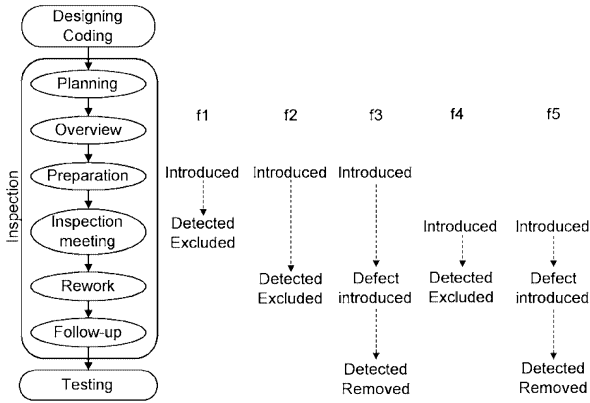 Designing
Coding
Planning
f1 f2 f3 f4 f5
Overview
Preparation Introduced Introduced Introduced
Inspection
Inspection
meeting
Detected
Excluded
Introduced Introduced
Rework
Detected
Excluded
Defect
introduced
Detected
Excluded
Defect
introduced
Follow-up
Testing
Detected
Removed
Detected
Removed